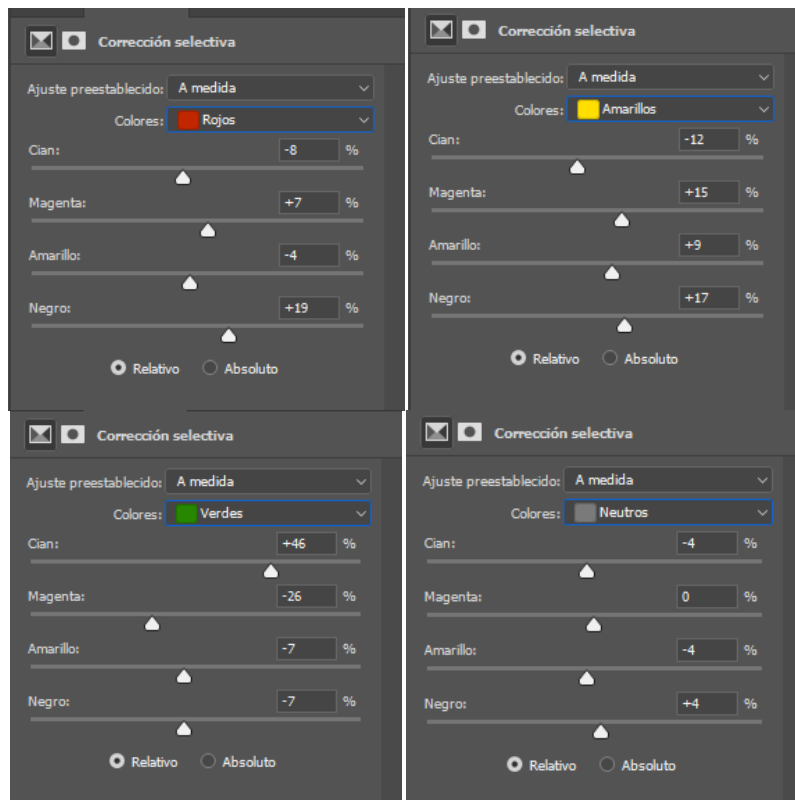 Corrección selectiva
Ajuste preestablecido: A medida
Colores: Rojos
Cian: -8 %
Magenta: +7 %
Amarillo: -4 %
Negro: +19 %
Relativo Absoluto
Corrección selectiva
Ajuste preestablecido: A medida
Colores: Amarillos
Cian: -12 %
Magenta: +15 %
Amarillo: +9 %
Negro: +17 %
Relativo Absoluto
Corrección selectiva
Ajuste preestablecido: A medida
Colores: Verdes
Cian: +46 %
Magenta: -26 %
Amarillo: -7 %
Negro: -7 %
Relativo Absoluto
Corrección selectiva
Ajuste preestablecido: A medida
Colores: Neutros
Cian: -4 %
Magenta: 0 %
Amarillo: -4 %
Negro: +4 %
Relativo Absoluto